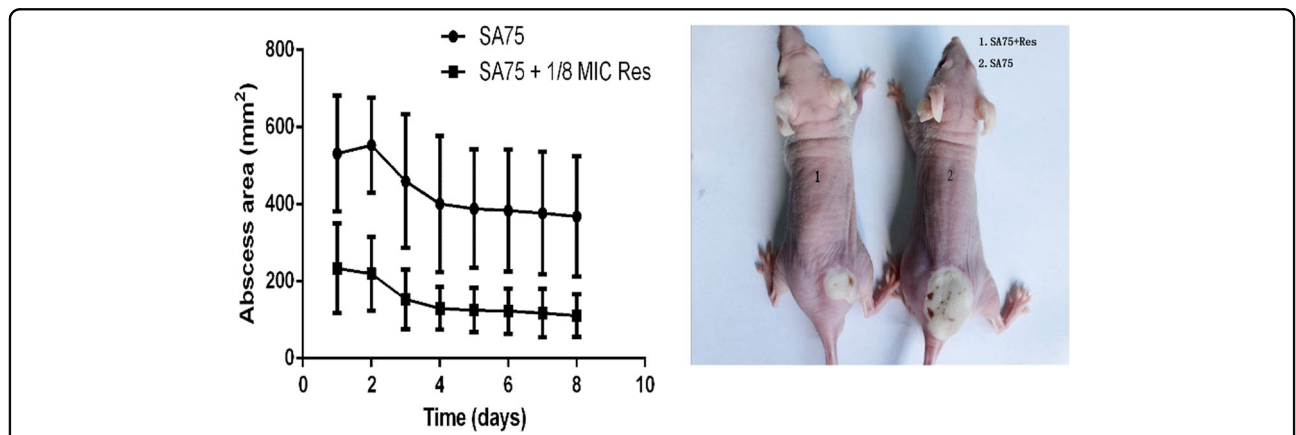 SA75
SA75 + 1/8 MIC Res
800
600
400
200
0
Abscess area (mm²)
0 2 4 6 8 10
Time (days)
1. SA75+Res
2. SA75
1
2